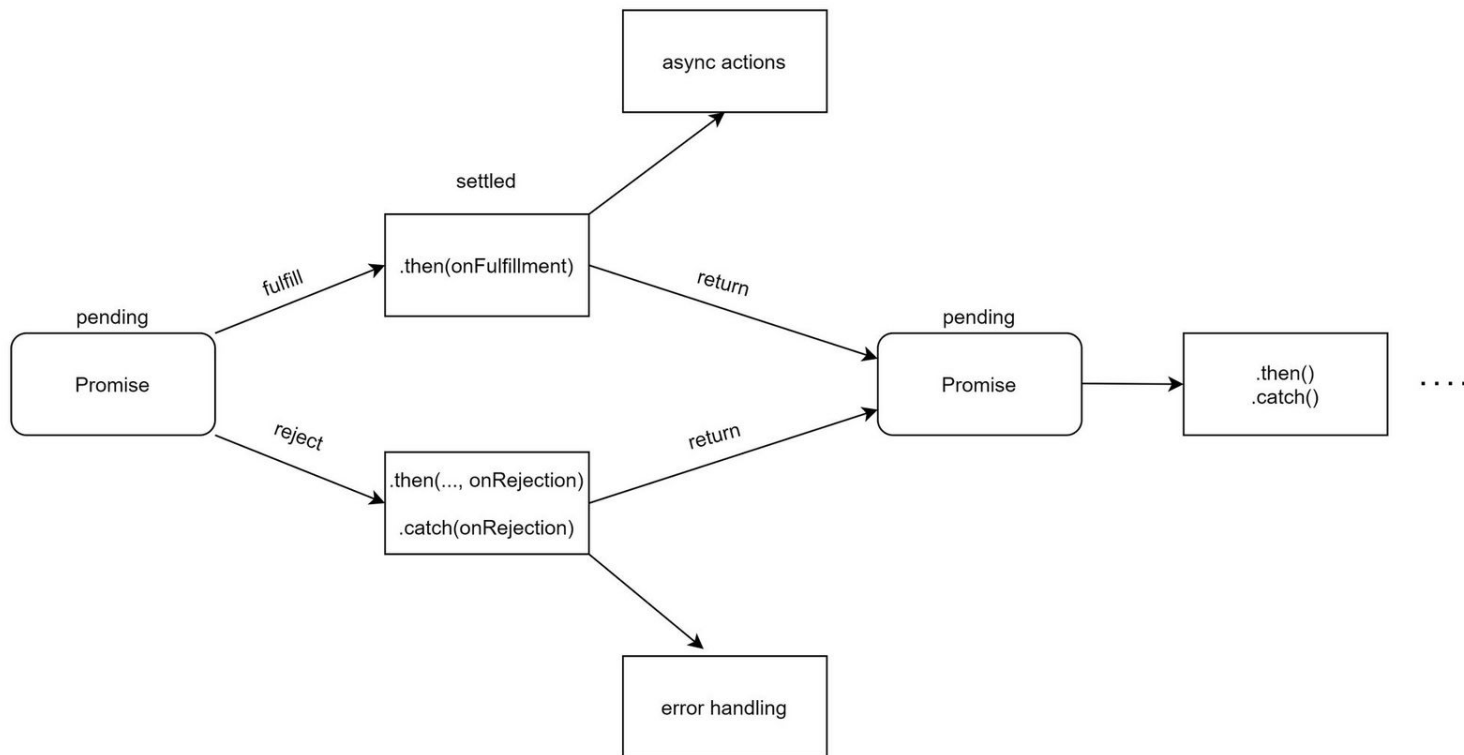 async actions
settled
.then(onFulfillment)
fulfill
return
pending
pending
Promise
Promise
.then()
.catch()
....
reject
return
.then(..., onRejection)
.catch(onRejection)
error handling